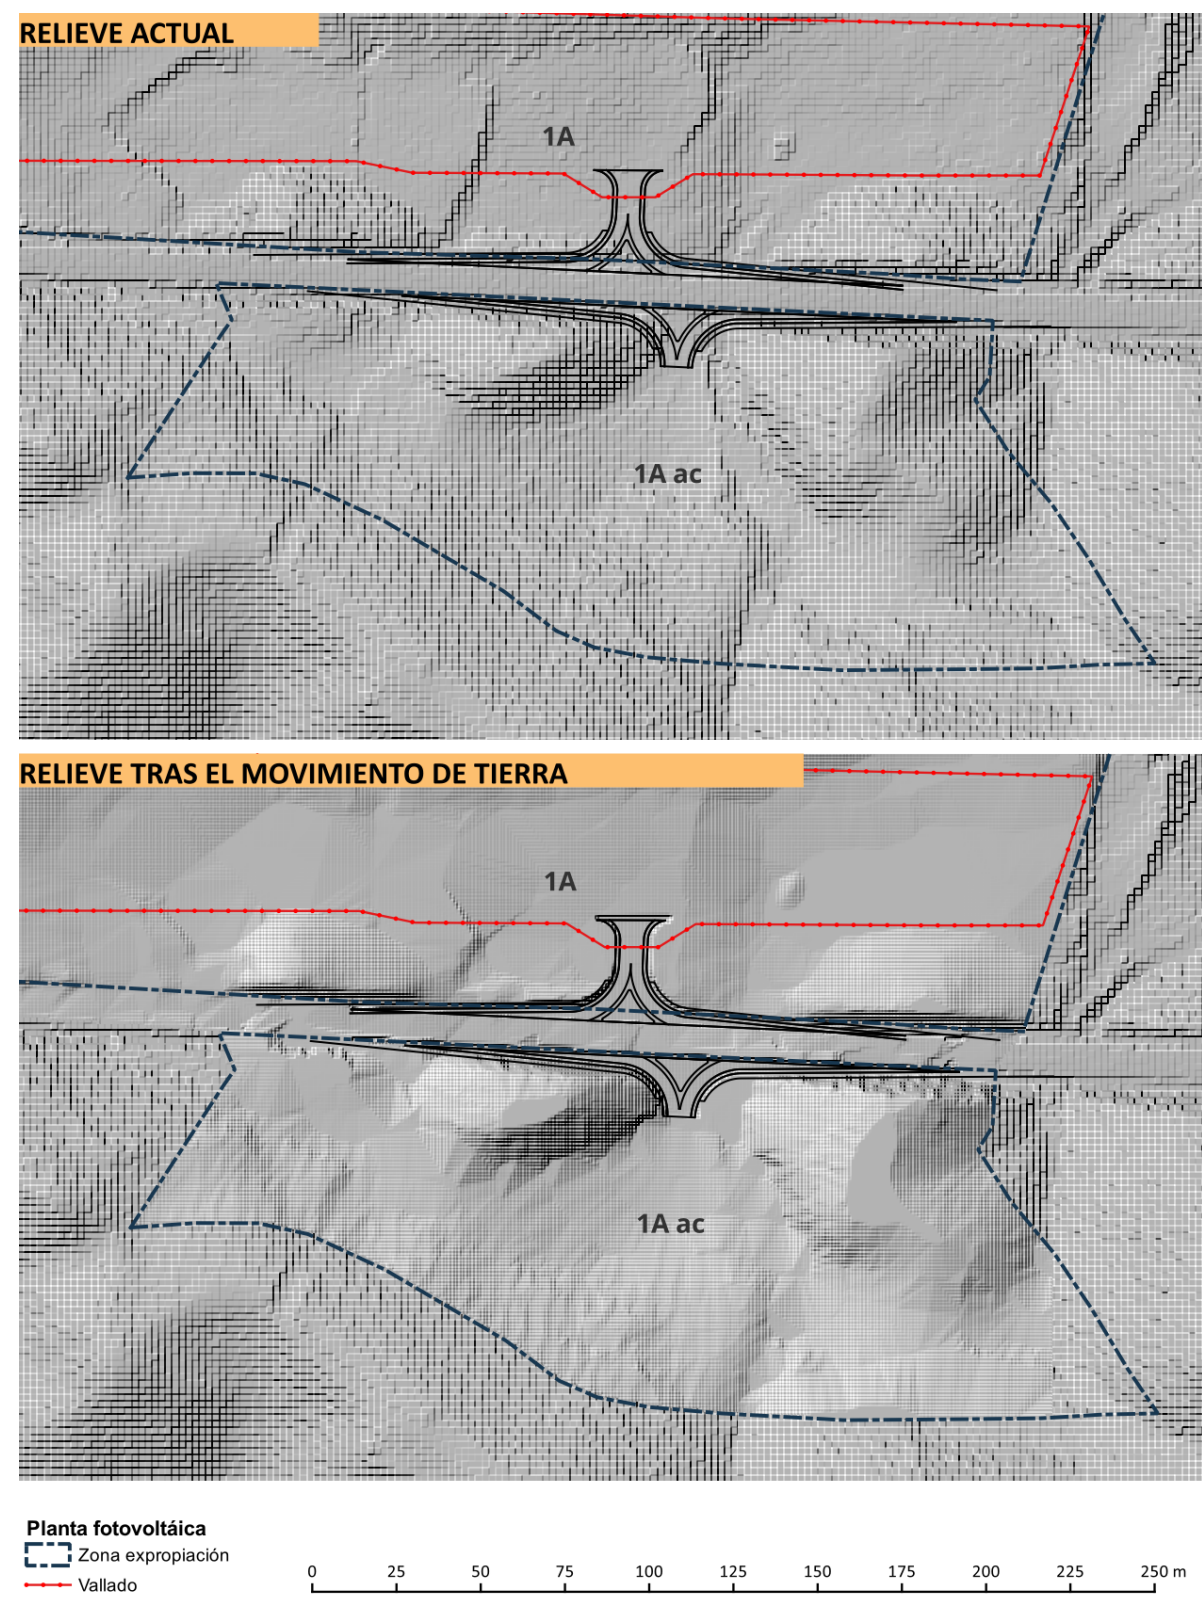 RELIEVE ACTUAL
1A
1A ac
RELIEVE TRAS EL MOVIMIENTO DE TIERRA
1A
1A ac
Planta fotovoltáica
Zona expropiación
Vallado
0 25 50 75 100 125 150 175 200 225 250 m